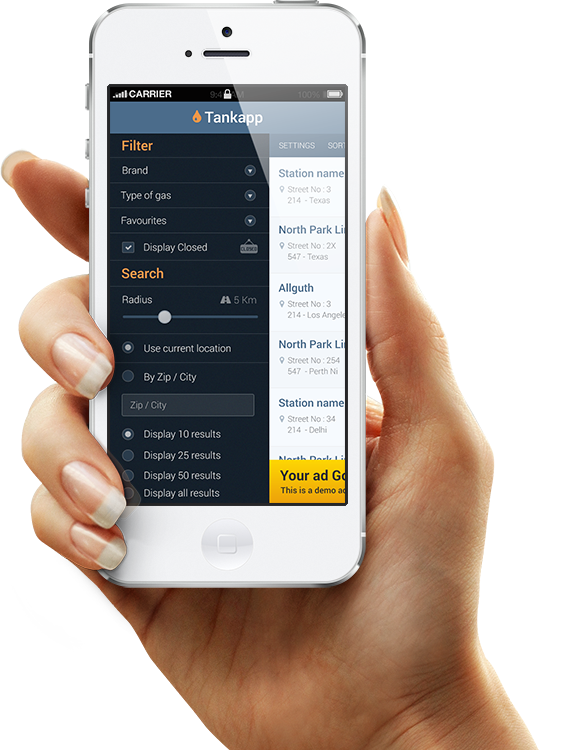 CARRIER
100%
Tankapp
Filter
Brand
Type of gas
Favourites
Display Closed
CLOSED
Search
Radius
5 Km
Use current location
By Zip / City
Zip / City
Display 10 results
Display 25 results
Display 50 results
Display all results
SETTINGS
SORT
Station name
Street No : 3
214 - Texas
North Park Li
Street No : 2X
547 - Texas
Allguth
Street No : 3
214 - Los Angele
North Park Li
Street No : 254
547 - Perth Ni
Station name
Street No : 34
214 - Delhi
North Park Li
Your ad Go
This is a demo ad